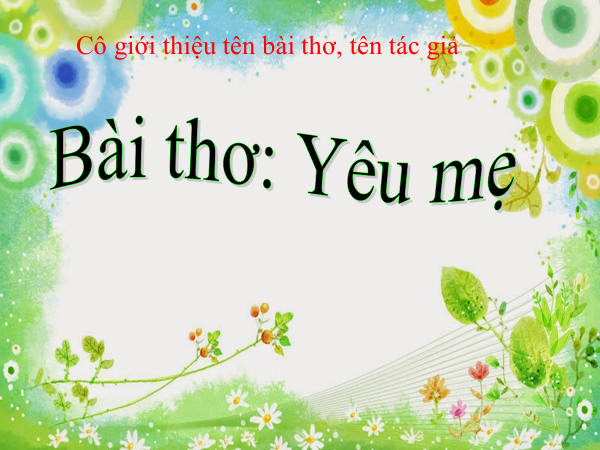 Cô giới thiệu tên bài thơ, tên tác giả
Bài thơ: Yêu mẹ